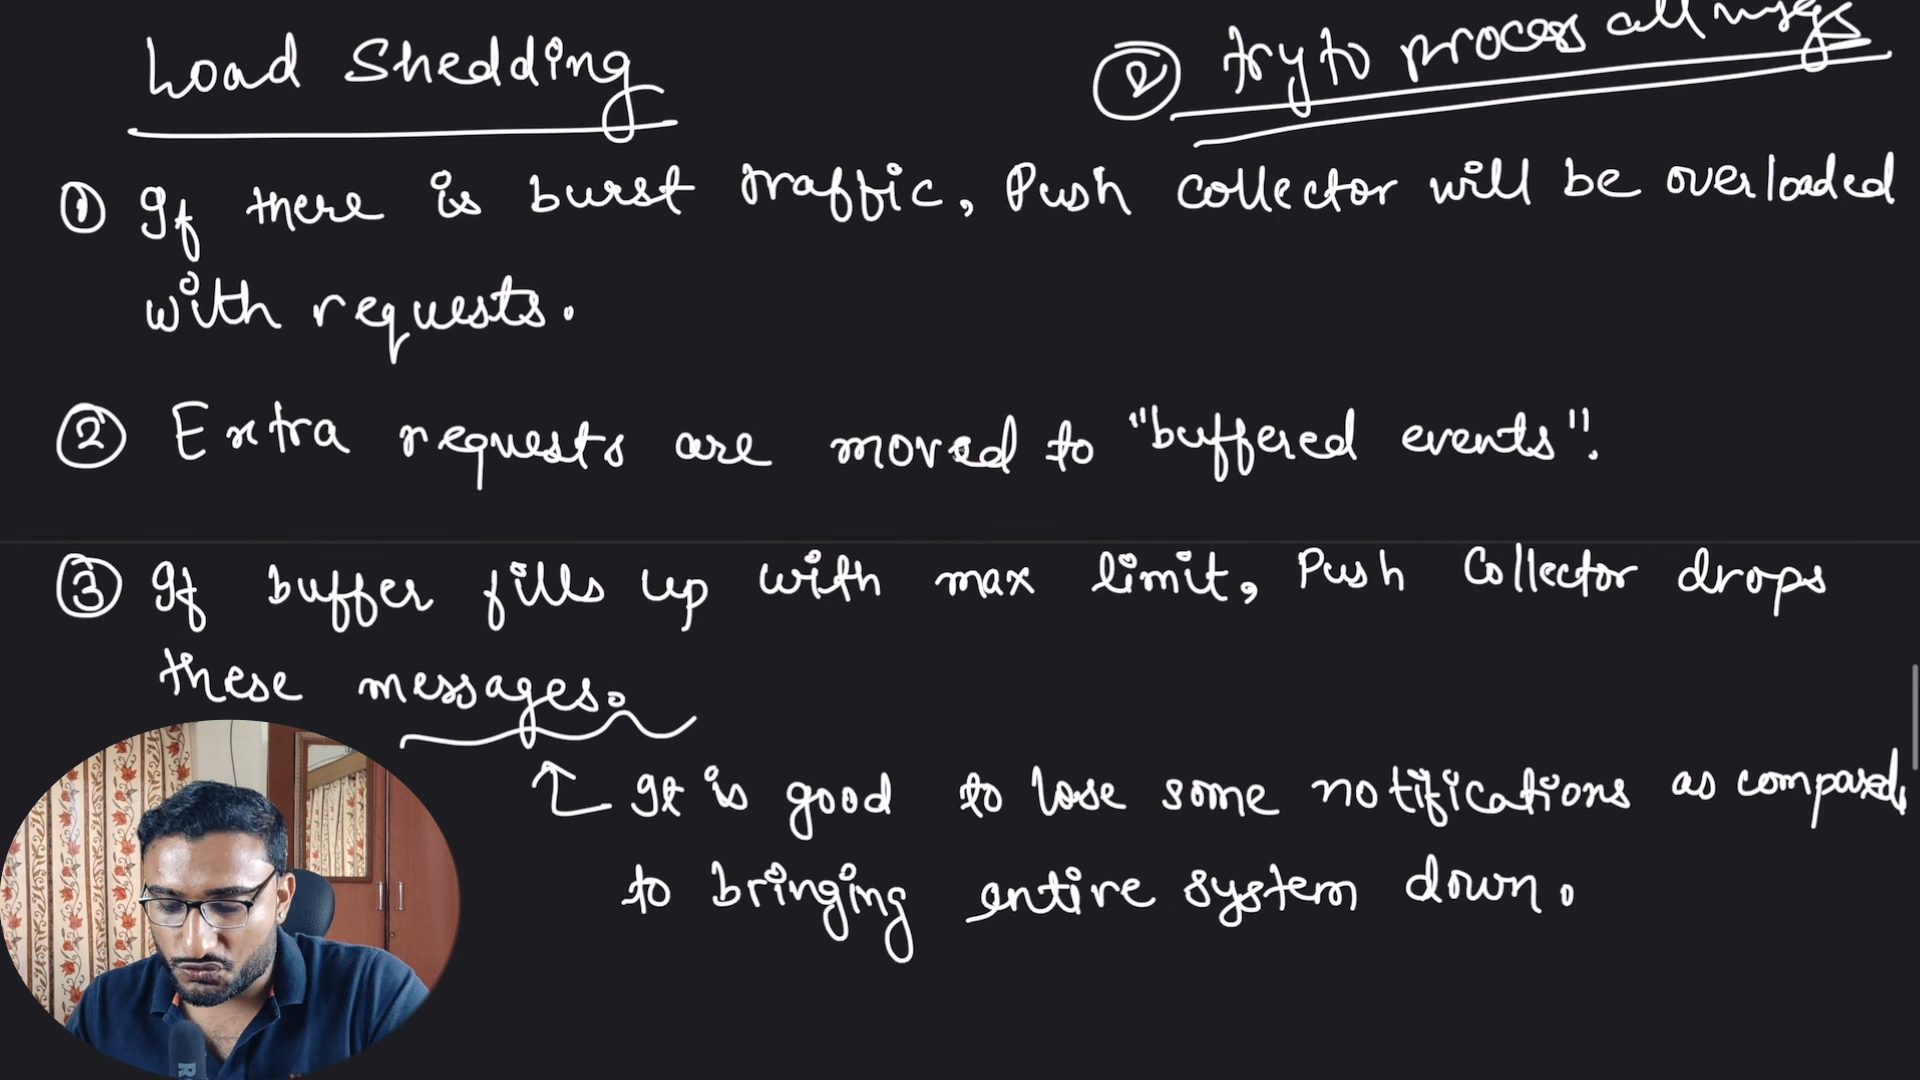 Load Shedding
② try to process all msgs
① If there is burst traffic, Push collector will be overloaded
with requests.
② Extra requests are moved to "buffered events".
③ If buffer fills up with max limit, Push Collector drops
these messages.
It is good to lose some notifications as compared
to bringing entire system down.
R